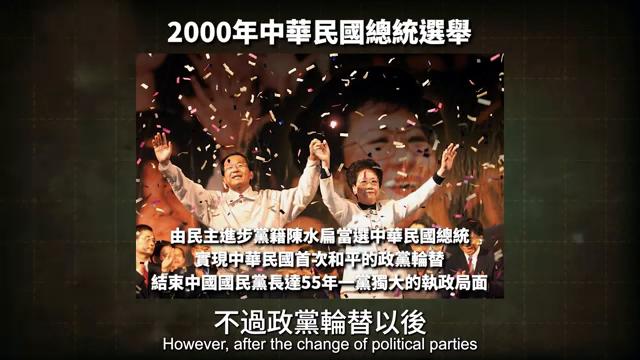 2000年中華民國總統選舉
由民主進步黨籍陳水扁當選中華民國總統
實現中華民國首次和平的政黨輪替
結束中國國民黨長達55年一黨獨大的執政局面
不過政黨輪替以後
However, after the change of political parties